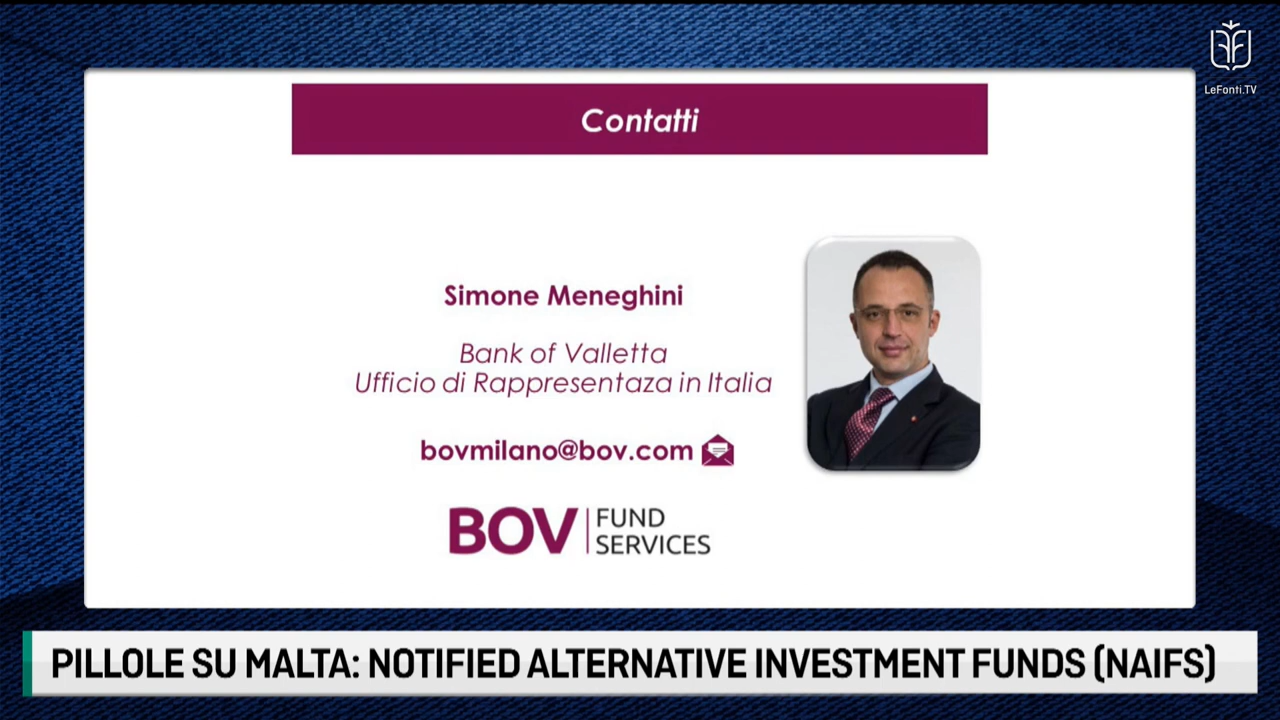 LeFonti.TV
Contatti
Simone Meneghini
Bank of Valletta
Ufficio di Rappresentaza in Italia
bovmilano@bov.com
BOV FUND
SERVICES
PILLOLE SU MALTA: NOTIFIED ALTERNATIVE INVESTMENT FUNDS (NAIFS)